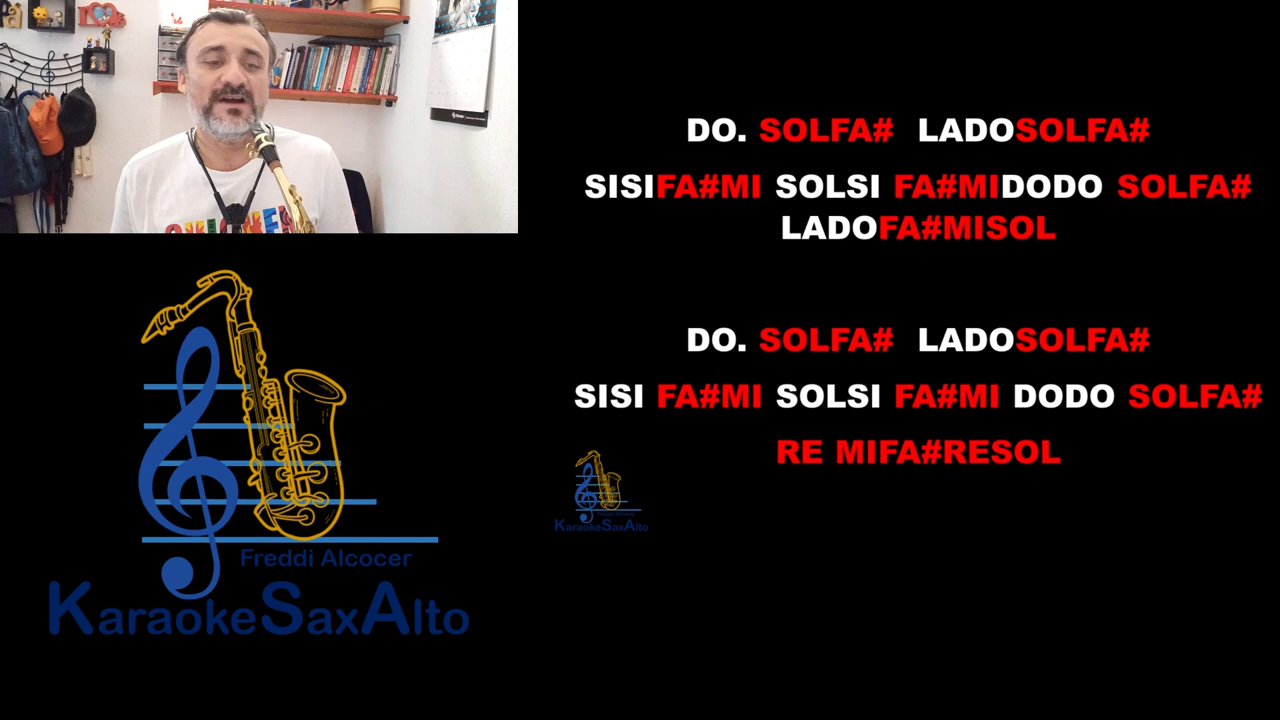 DO. SOLFA# LADOSOLFA#
SISIFA#MI SOLSI FA#MIDODO SOLFA#
LADOFA#MISOL
DO. SOLFA# LADOSOLFA#
SISI FA#MI SOLSI FA#MI DODO SOLFA#
RE MIFA#RESOL
Freddi Alcocer
KaraokeSaxAlto
KaraokeSaxAlto